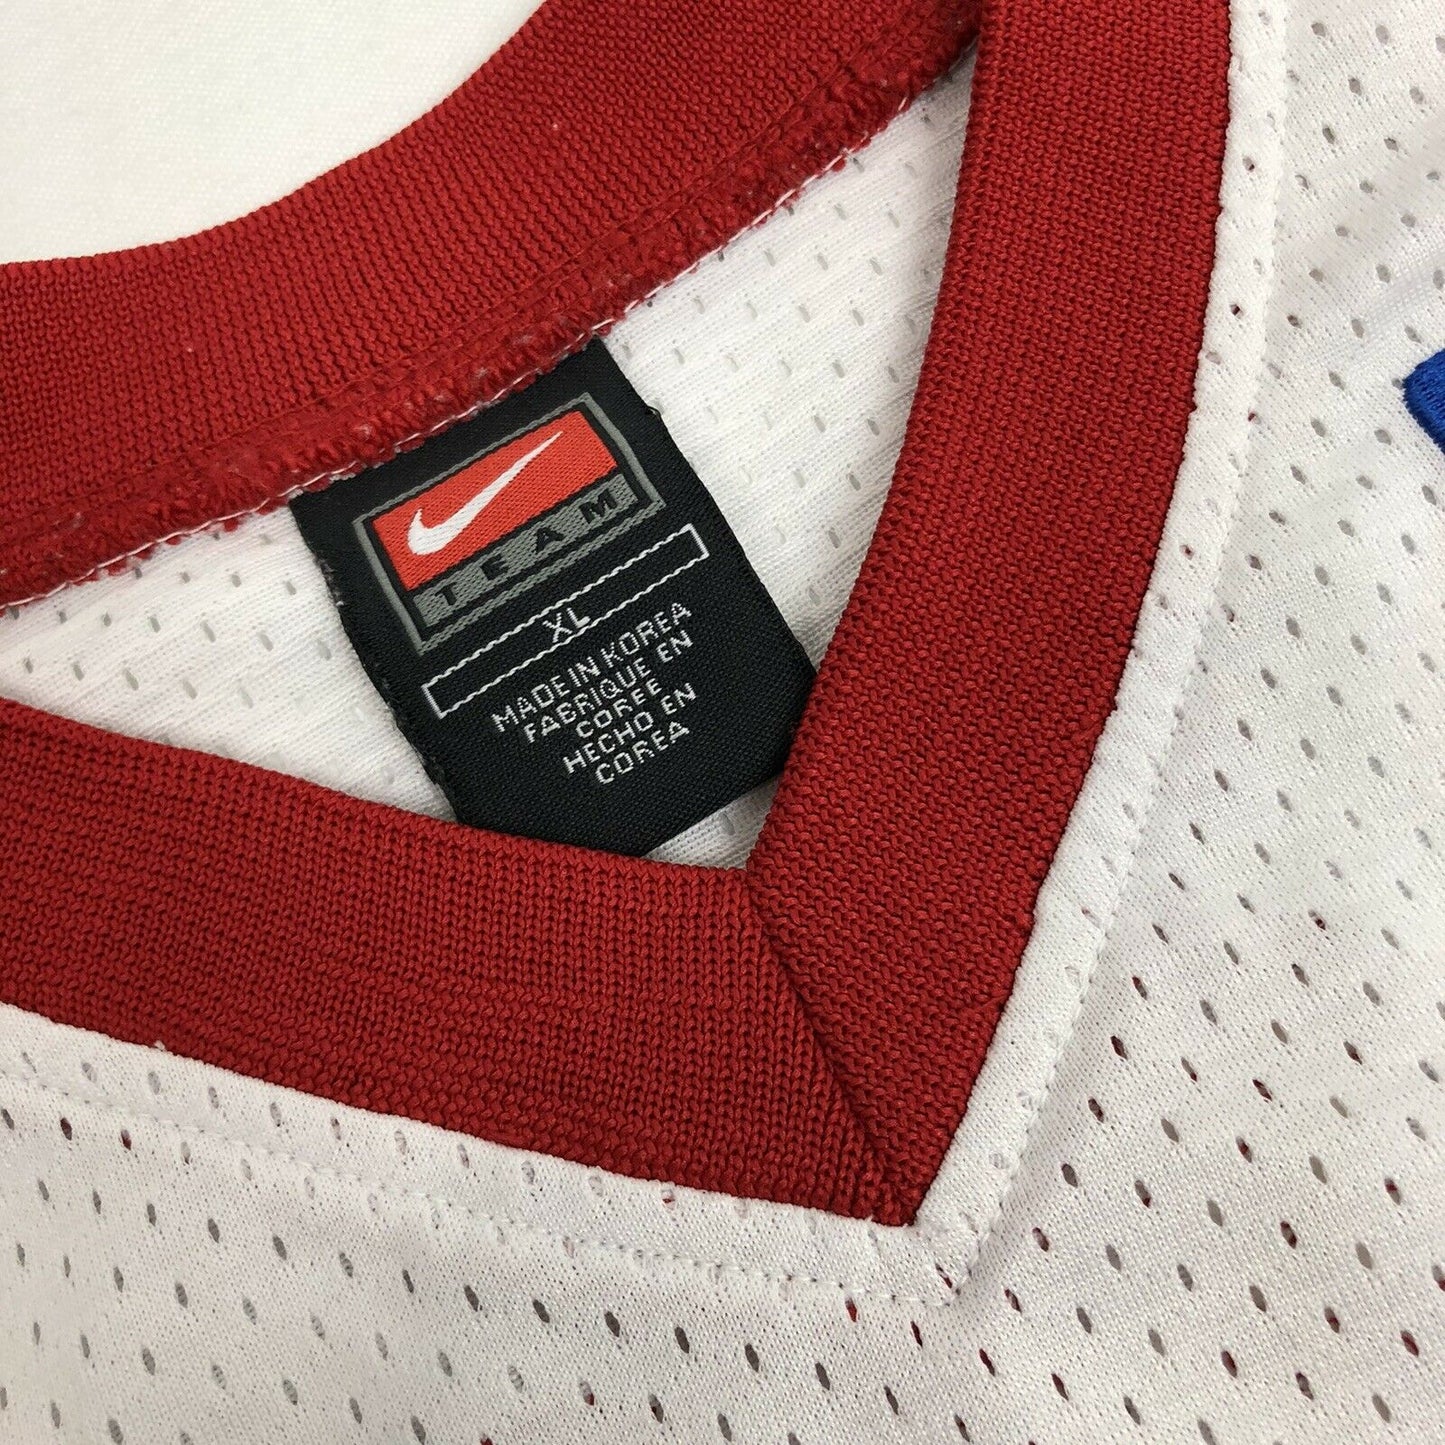 TEAM
XL
MADE IN KOREA
FABRIQUE EN
COREE
HECHO EN
COREA